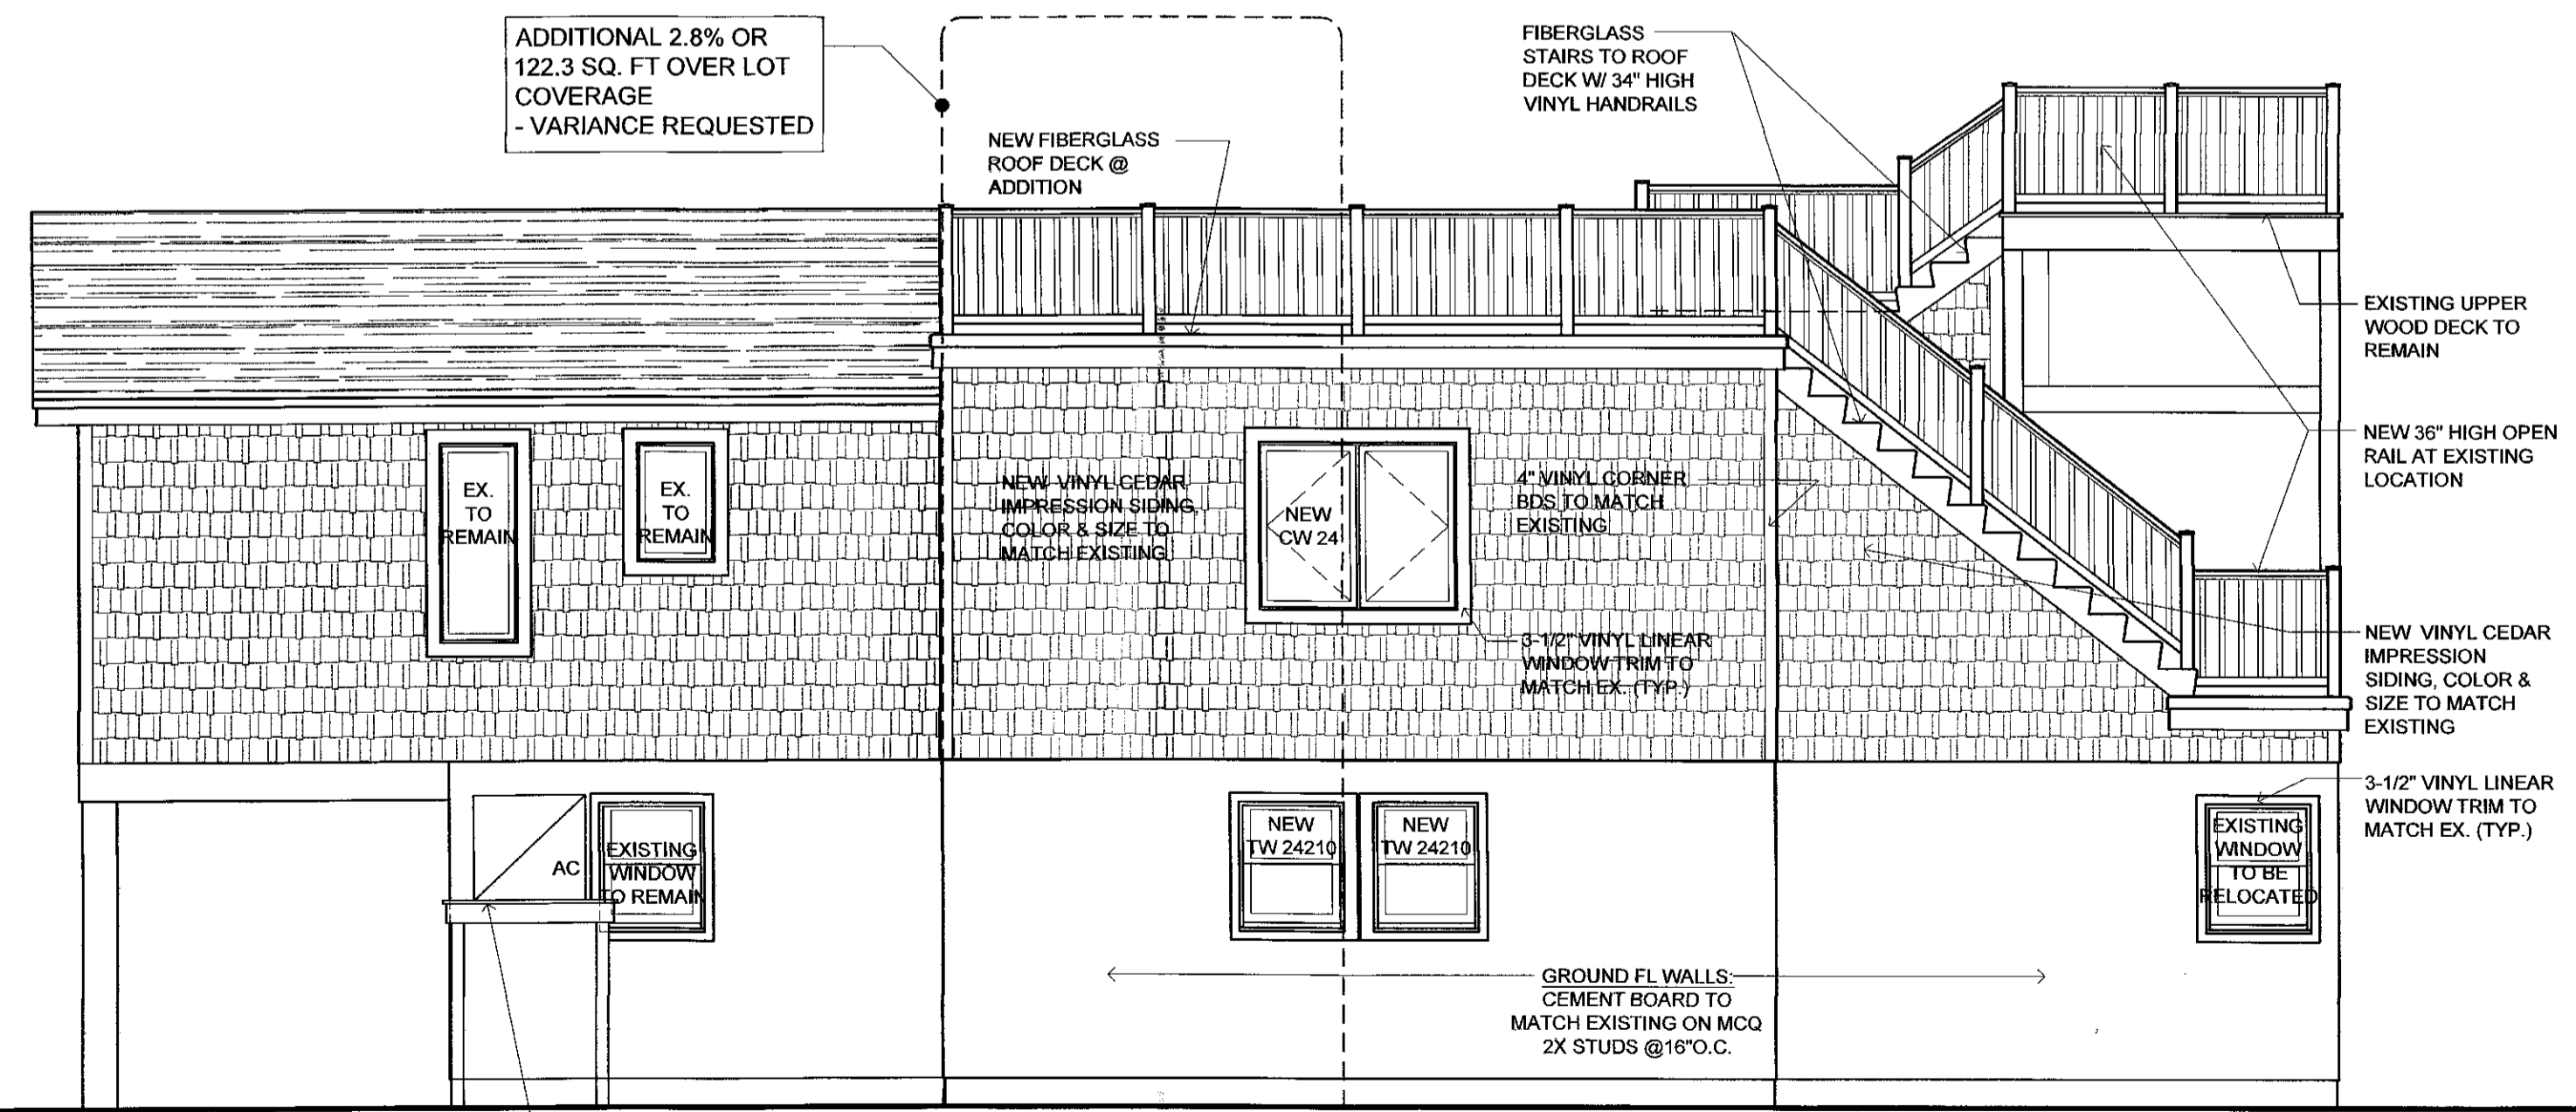 ADDITIONAL 2.8% OR
122.3 SQ. FT OVER LOT
COVERAGE
- VARIANCE REQUESTED
NEW FIBERGLASS
ROOF DECK @
ADDITION
FIBERGLASS
STAIRS TO ROOF
DECK W/ 34" HIGH
VINYL HANDRAILS
EXISTING UPPER
WOOD DECK TO
REMAIN
NEW 36" HIGH OPEN
RAIL AT EXISTING
LOCATION
EX.
TO
REMAIN
EX.
TO
REMAIN
NEW VINYL CEDAR
IMPRESSION SIDING,
COLOR & SIZE TO
MATCH EXISTING
NEW
CW 24
4" VINYL CORNER
BDS TO MATCH
EXISTING
3-1/2" VINYL LINEAR
WINDOW TRIM TO
MATCH EX. (TYP.)
NEW VINYL CEDAR
IMPRESSION
SIDING, COLOR &
SIZE TO MATCH
EXISTING
3-1/2" VINYL LINEAR
WINDOW TRIM TO
MATCH EX. (TYP.)
AC
EXISTING
WINDOW
TO REMAIN
NEW
TW 24210
NEW
TW 24210
EXISTING
WINDOW
TO BE
RELOCATED
GROUND FL WALLS:
CEMENT BOARD TO
MATCH EXISTING ON MCQ
2X STUDS @16"O.C.